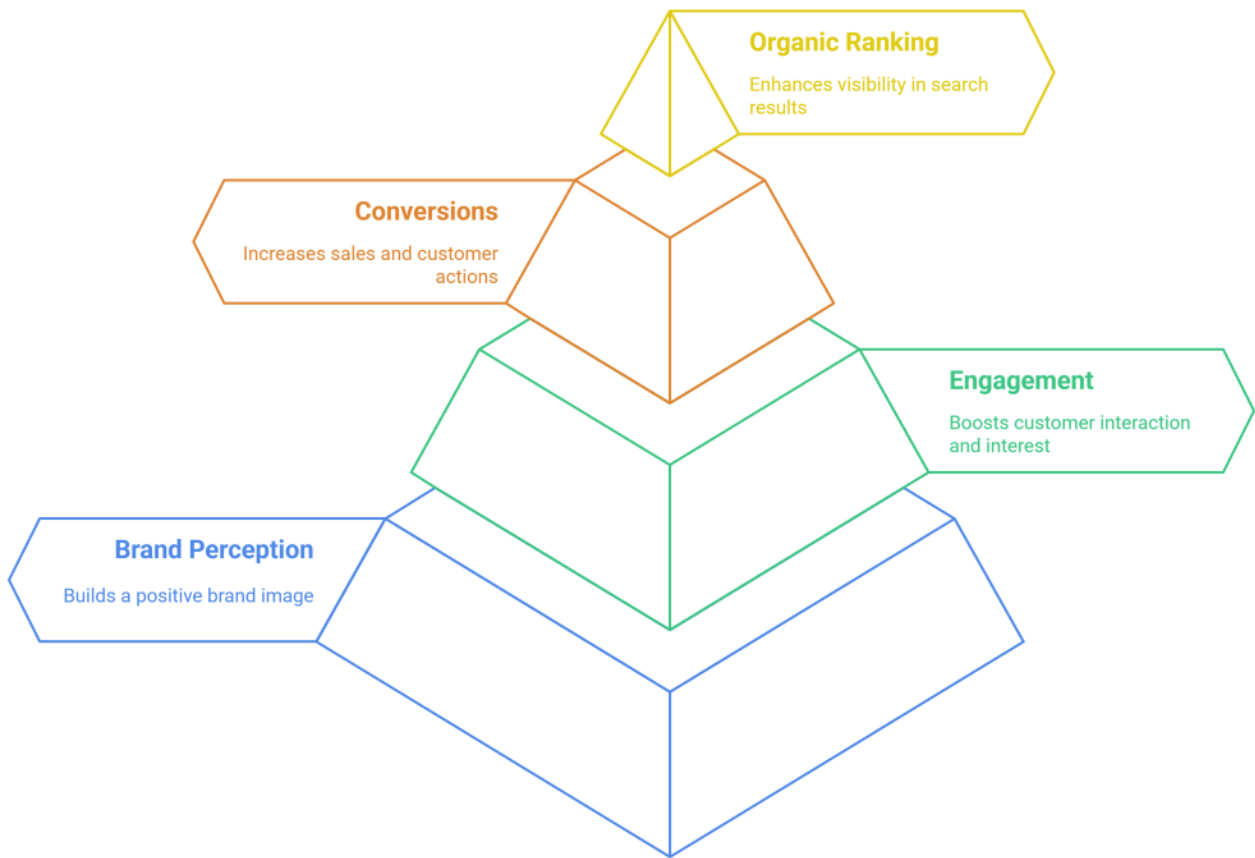 Organic Ranking
Enhances visibility in search
results
Conversions
Increases sales and customer
actions
Engagement
Boosts customer interaction
and interest
Brand Perception
Builds a positive brand image